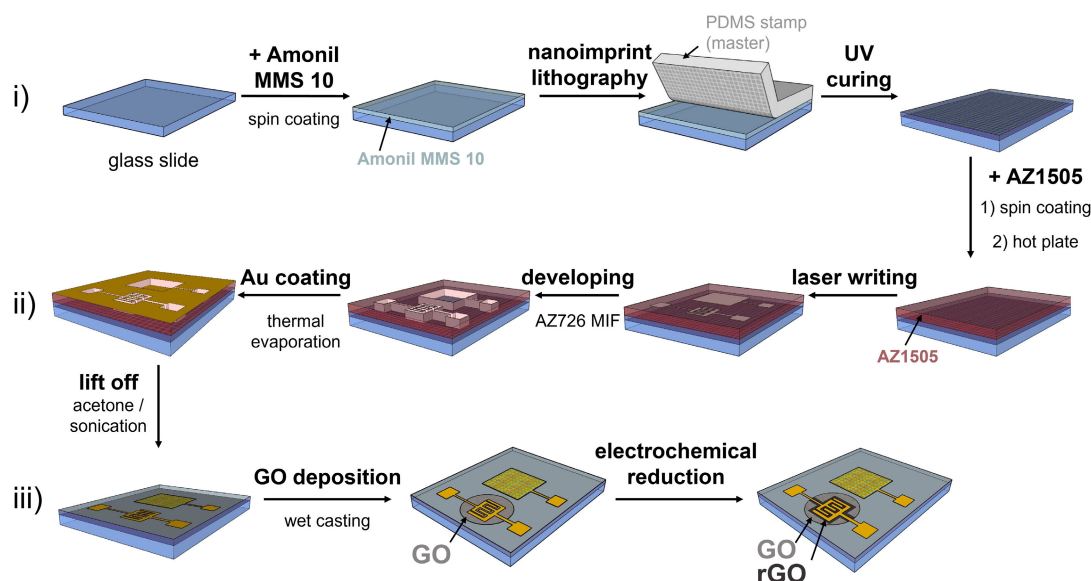 i)
glass slide
+ Amonil
MMS 10
spin coating
Amonil MMS 10
nanoimprint
lithography
PDMS stamp
(master)
UV
curing
+ AZ1505
1) spin coating
2) hot plate
ii)
AZ1505
laser writing
developing
AZ726 MIF
Au coating
thermal
evaporation
lift off
acetone /
sonication
iii)
GO deposition
wet casting
GO
electrochemical
reduction
GO
rGO